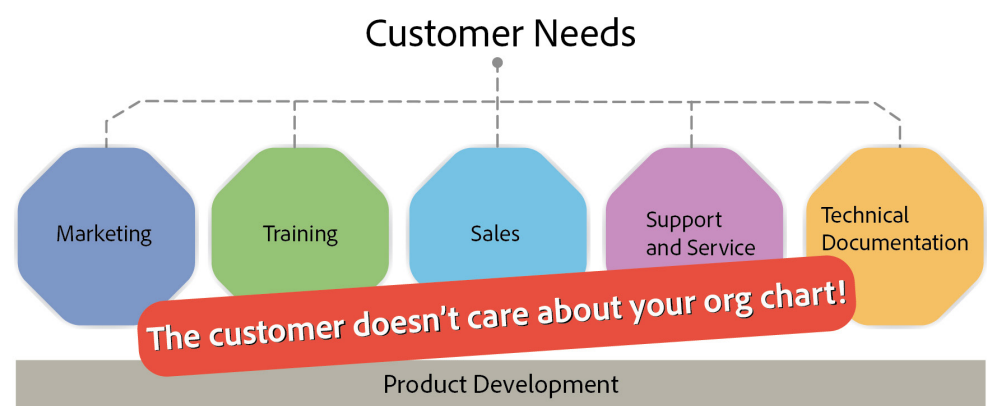 Customer Needs
Marketing
Training
Sales
Support
and Service
Technical
Documentation
The customer doesn't care about your org chart!
Product Development